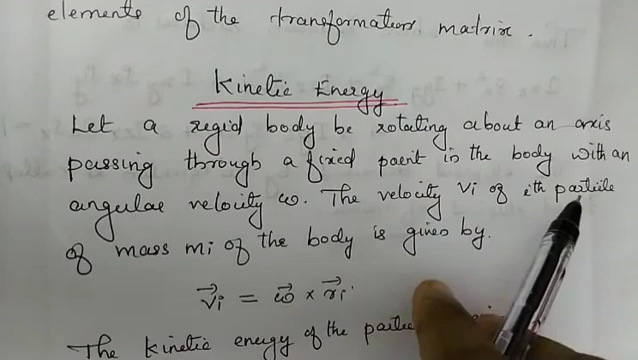 elements of the transformation matrix.
Kinetic Energy
Let a regid body be rotating about an axis
passing through a fixed point in the body with an
angular velocity ω. The velocity vi of ith particle
of mass mi of the body is given by.
v⃗i = ω⃗ × r⃗i.
The kinetic energy of the